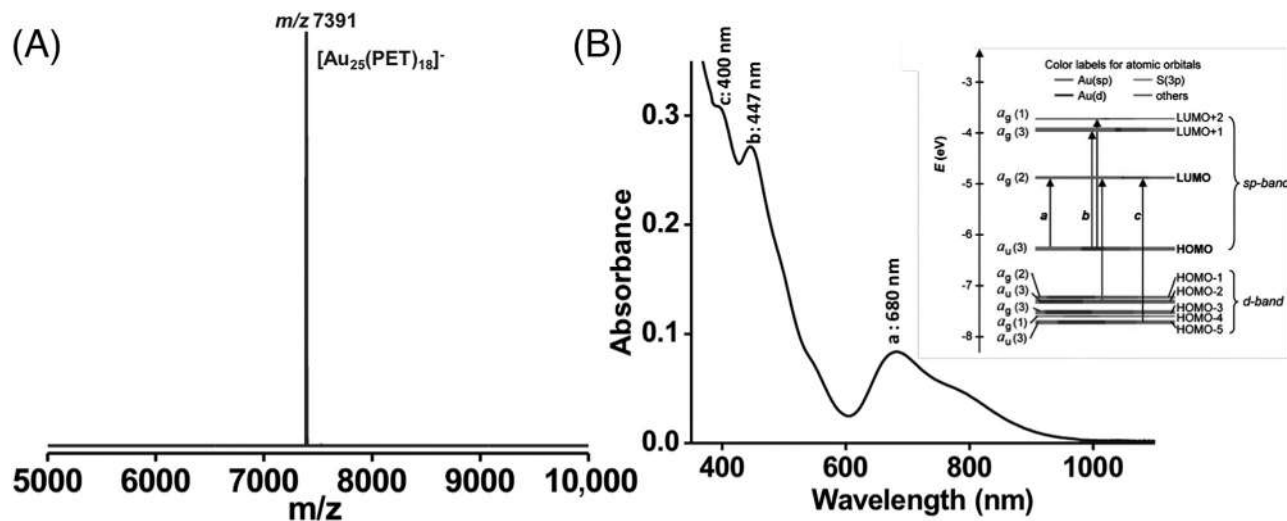 (A)
m/z 7391
[Au25(PET)18]-
5000 6000 7000 8000 9000 10,000
m/z
(B)
c: 400 nm
b: 447 nm
a : 680 nm
0.3
0.2
0.1
0.0
Absorbance
400 600 800 1000
Wavelength (nm)
Color labels for atomic orbitals
Au(sp) S(3p)
Au(d) others
E (eV)
-3
-4
-5
-6
-7
-8
ag(1) LUMO+2
ag(3) LUMO+1
ag(2) LUMO
sp-band
a b c
au(3) HOMO
ag(2) HOMO-1
au(3) HOMO-2
ag(3) HOMO-3
ag(1) HOMO-4
au(3) HOMO-5
d-band